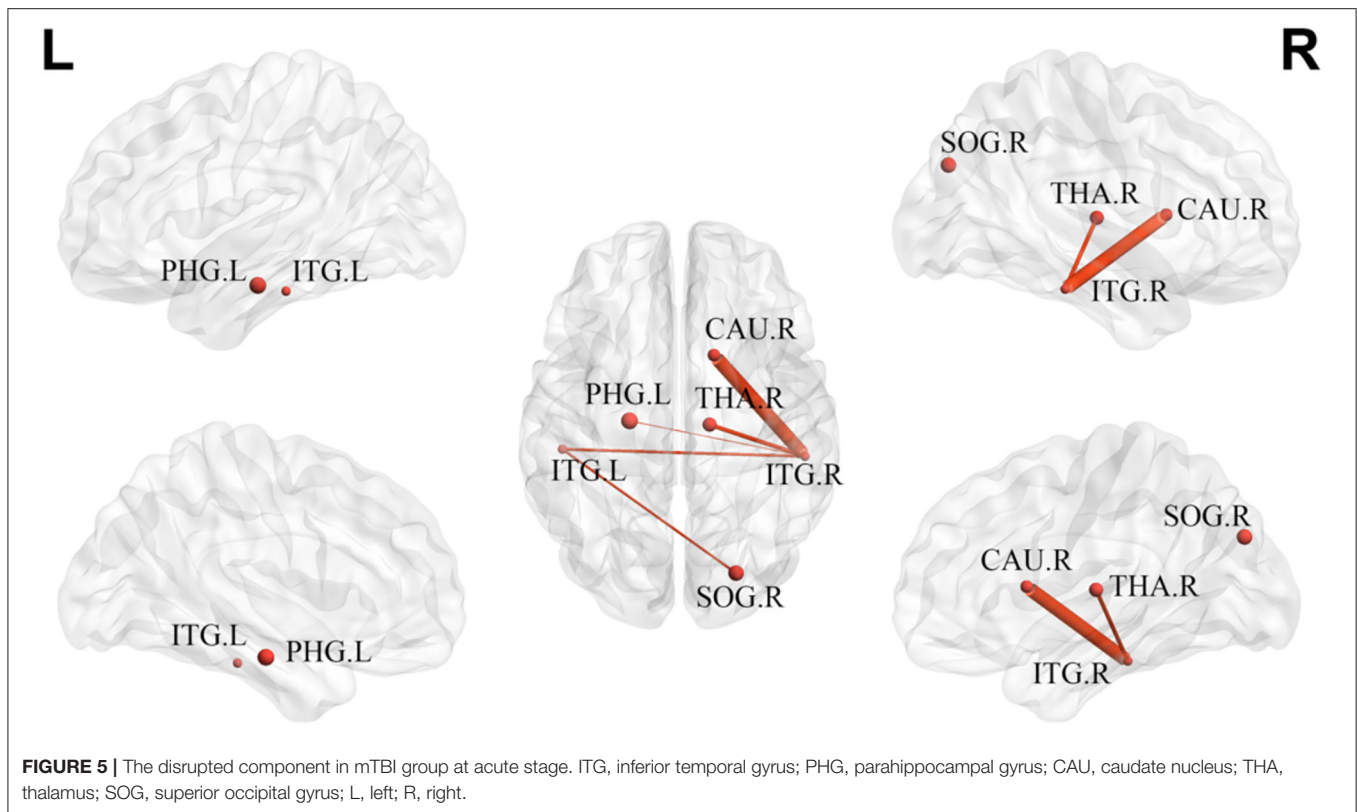 L
R
SOG.R
THA.R
CAU.R
PHG.L
ITG.L
ITG.R
CAU.R
PHG.L
THA.R
ITG.L
ITG.R
SOG.R
SOG.R
CAU.R
THA.R
ITG.L
PHG.L
ITG.R
FIGURE 5 | The disrupted component in mTBI group at acute stage. ITG, inferior temporal gyrus; PHG, parahippocampal gyrus; CAU, caudate nucleus; THA,
thalamus; SOG, superior occipital gyrus; L, left; R, right.